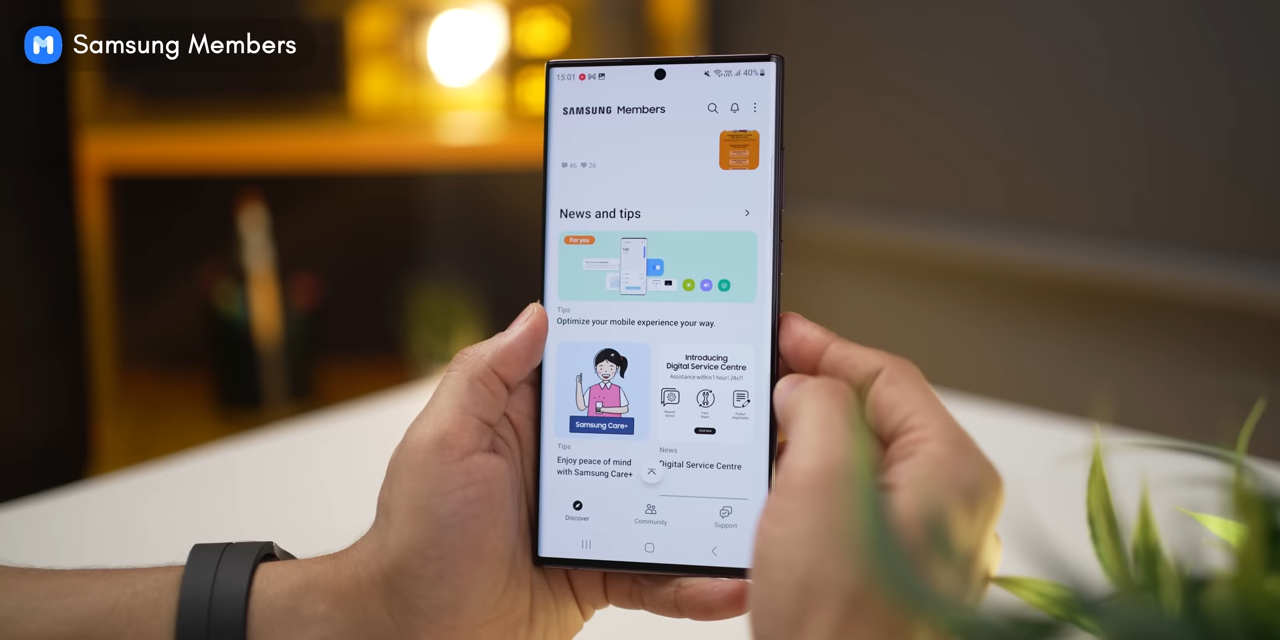 Samsung Members
15:01
40%
SAMSUNG Members
46 26
News and tips
For you
Tips
Optimize your mobile experience your way.
Introducing
Digital Service Centre
Assistance within 1 hour! 24x7!
Samsung Care+
Tips
Enjoy peace of mind
with Samsung Care+
News
Digital Service Centre
Discover
Community
Support